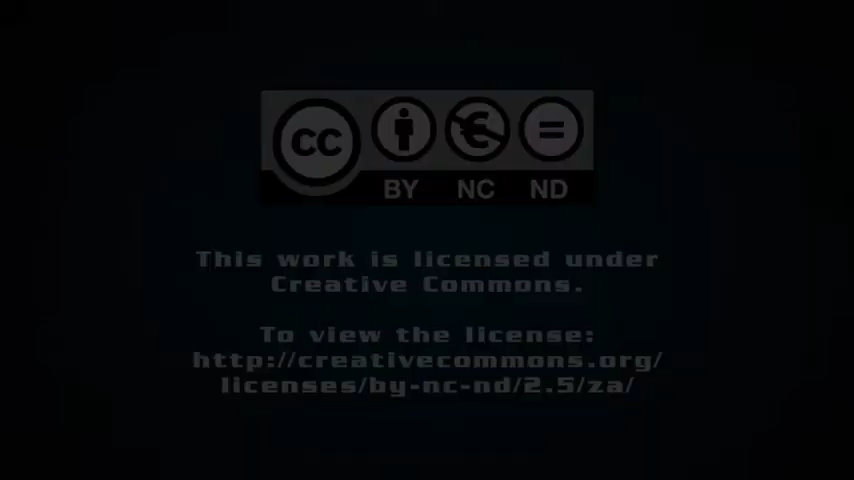 CC
BY NC ND
This work is licensed under
Creative Commons.
To view the license:
http://creativecommons.org/
licenses/by-nc-nd/2.5/za/